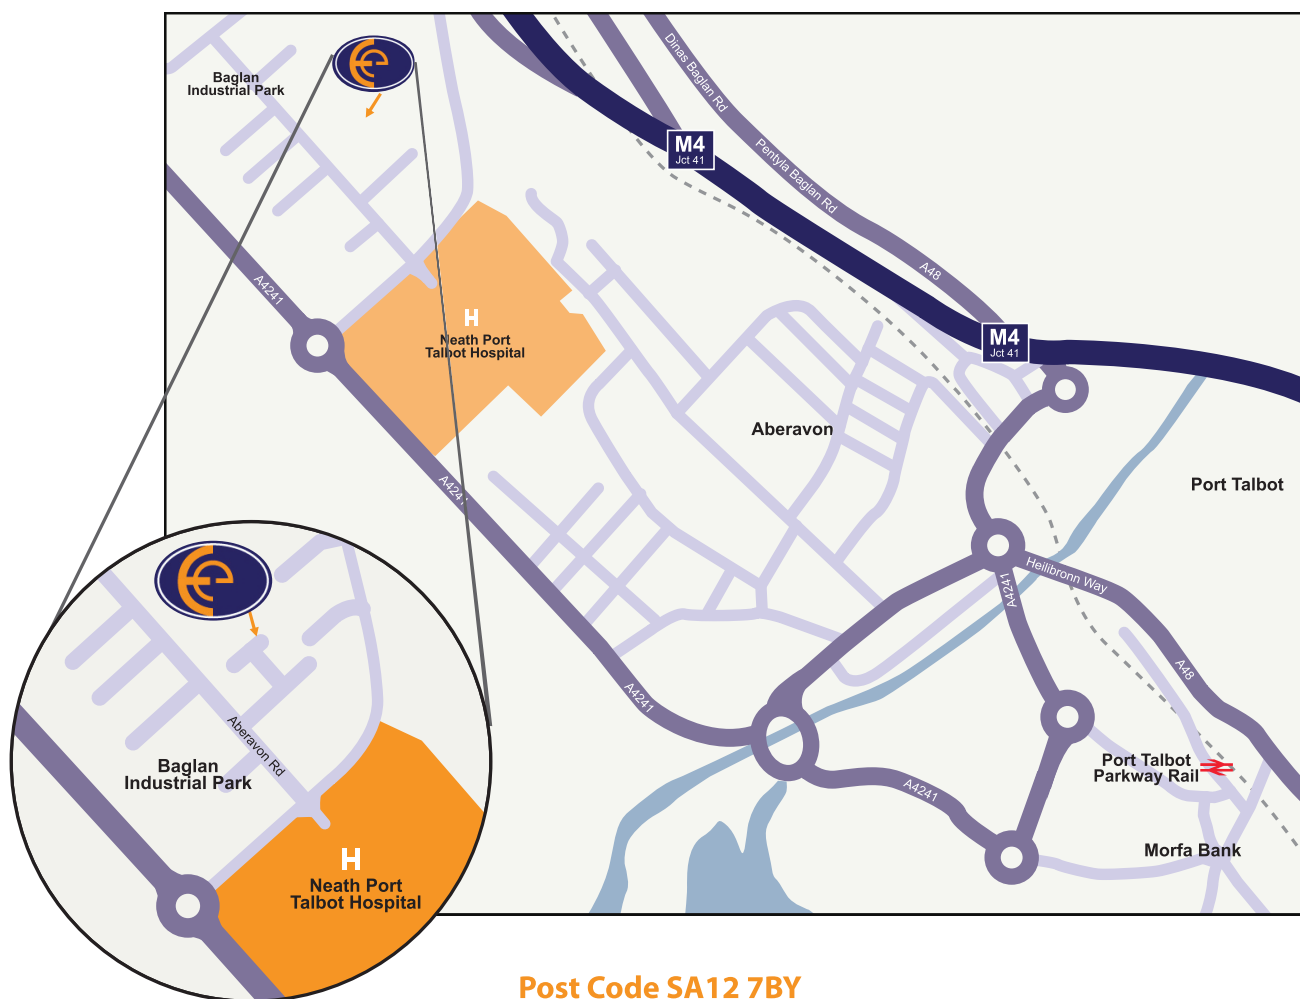 Baglan
Industrial Park
Dinas Baglan Rd
M4
Jct 41
Pentyla Baglan Rd
A48
A4241
H
Neath Port
Talbot Hospital
M4
Jct 41
Aberavon
Port Talbot
A4241
Heilibronn Way
A4241
A48
A4241
Port Talbot
Parkway Rail
A4241
Morfa Bank
Aberavon Rd
Baglan
Industrial Park
H
Neath Port
Talbot Hospital
Post Code SA12 7BY